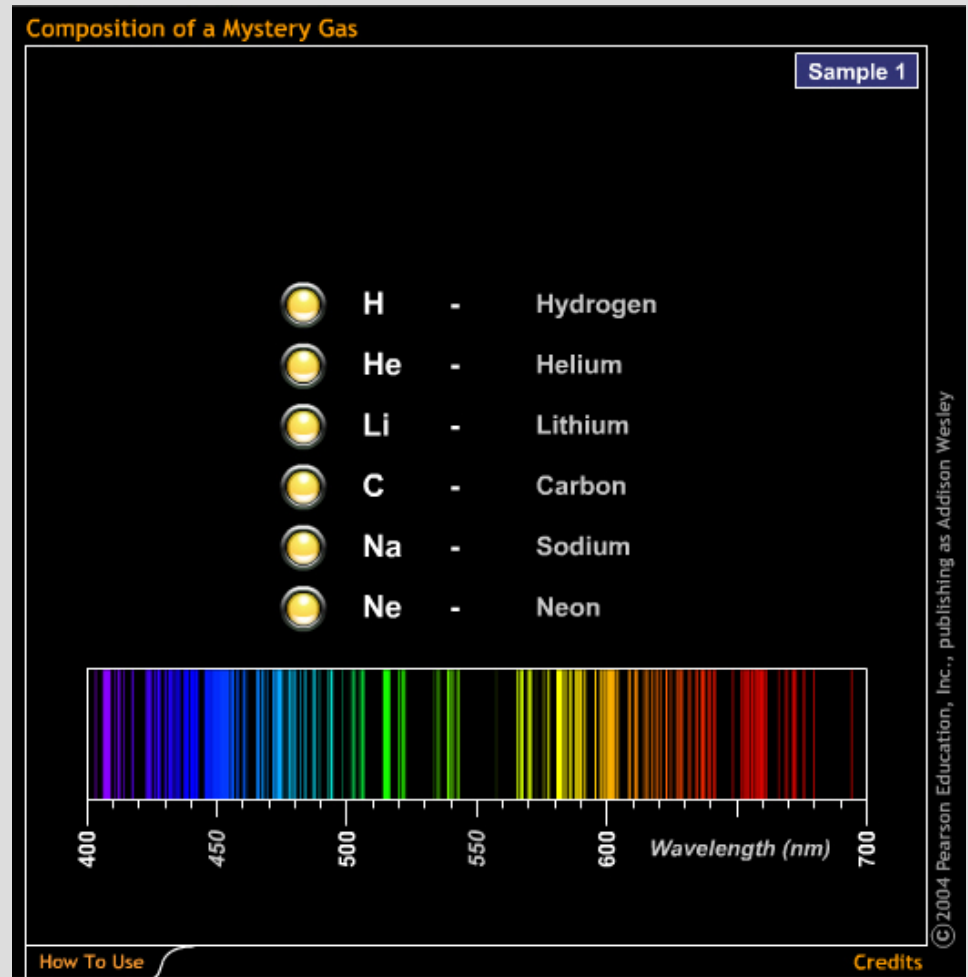 Composition of a Mystery Gas
Sample 1
H - Hydrogen
He - Helium
Li - Lithium
C - Carbon
Na - Sodium
Ne - Neon
400 450 500 550 600 Wavelength (nm) 700
©2004 Pearson Education, Inc., publishing as Addison Wesley
How To Use
Credits